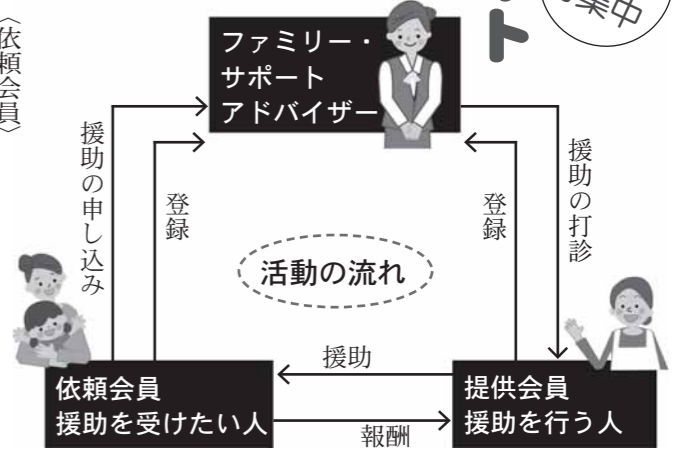 集中
ト
〈依頼会員〉
ファミリー・
サポート
アドバイザー
援助の申し込み
登録
登録
援助の打診
活動の流れ
援助
報酬
依頼会員
援助を受けたい人
提供会員
援助を行う人